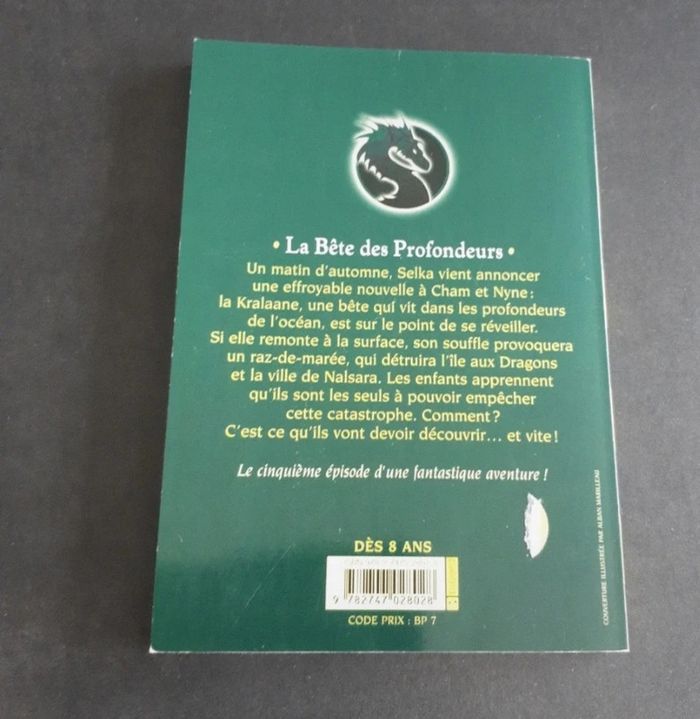 • La Bête des Profondeurs •
Un matin d'automne, Selka vient annoncer
une effroyable nouvelle à Cham et Nyne :
la Kralaane, une bête qui vit dans les profondeurs
de l'océan, est sur le point de se réveiller.
Si elle remonte à la surface, son souffle provoquera
un raz-de-marée, qui détruira l'île aux Dragons
et la ville de Nalsara. Les enfants apprennent
qu'ils sont les seuls à pouvoir empêcher
cette catastrophe. Comment ?
C'est ce qu'ils vont devoir découvrir... et vite !
Le cinquième épisode d'une fantastique aventure !
DÈS 8 ANS
9 782747 028028
CODE PRIX : BP 7
COUVERTURE ILLUSTRÉE PAR ALBAN MARILLEAU